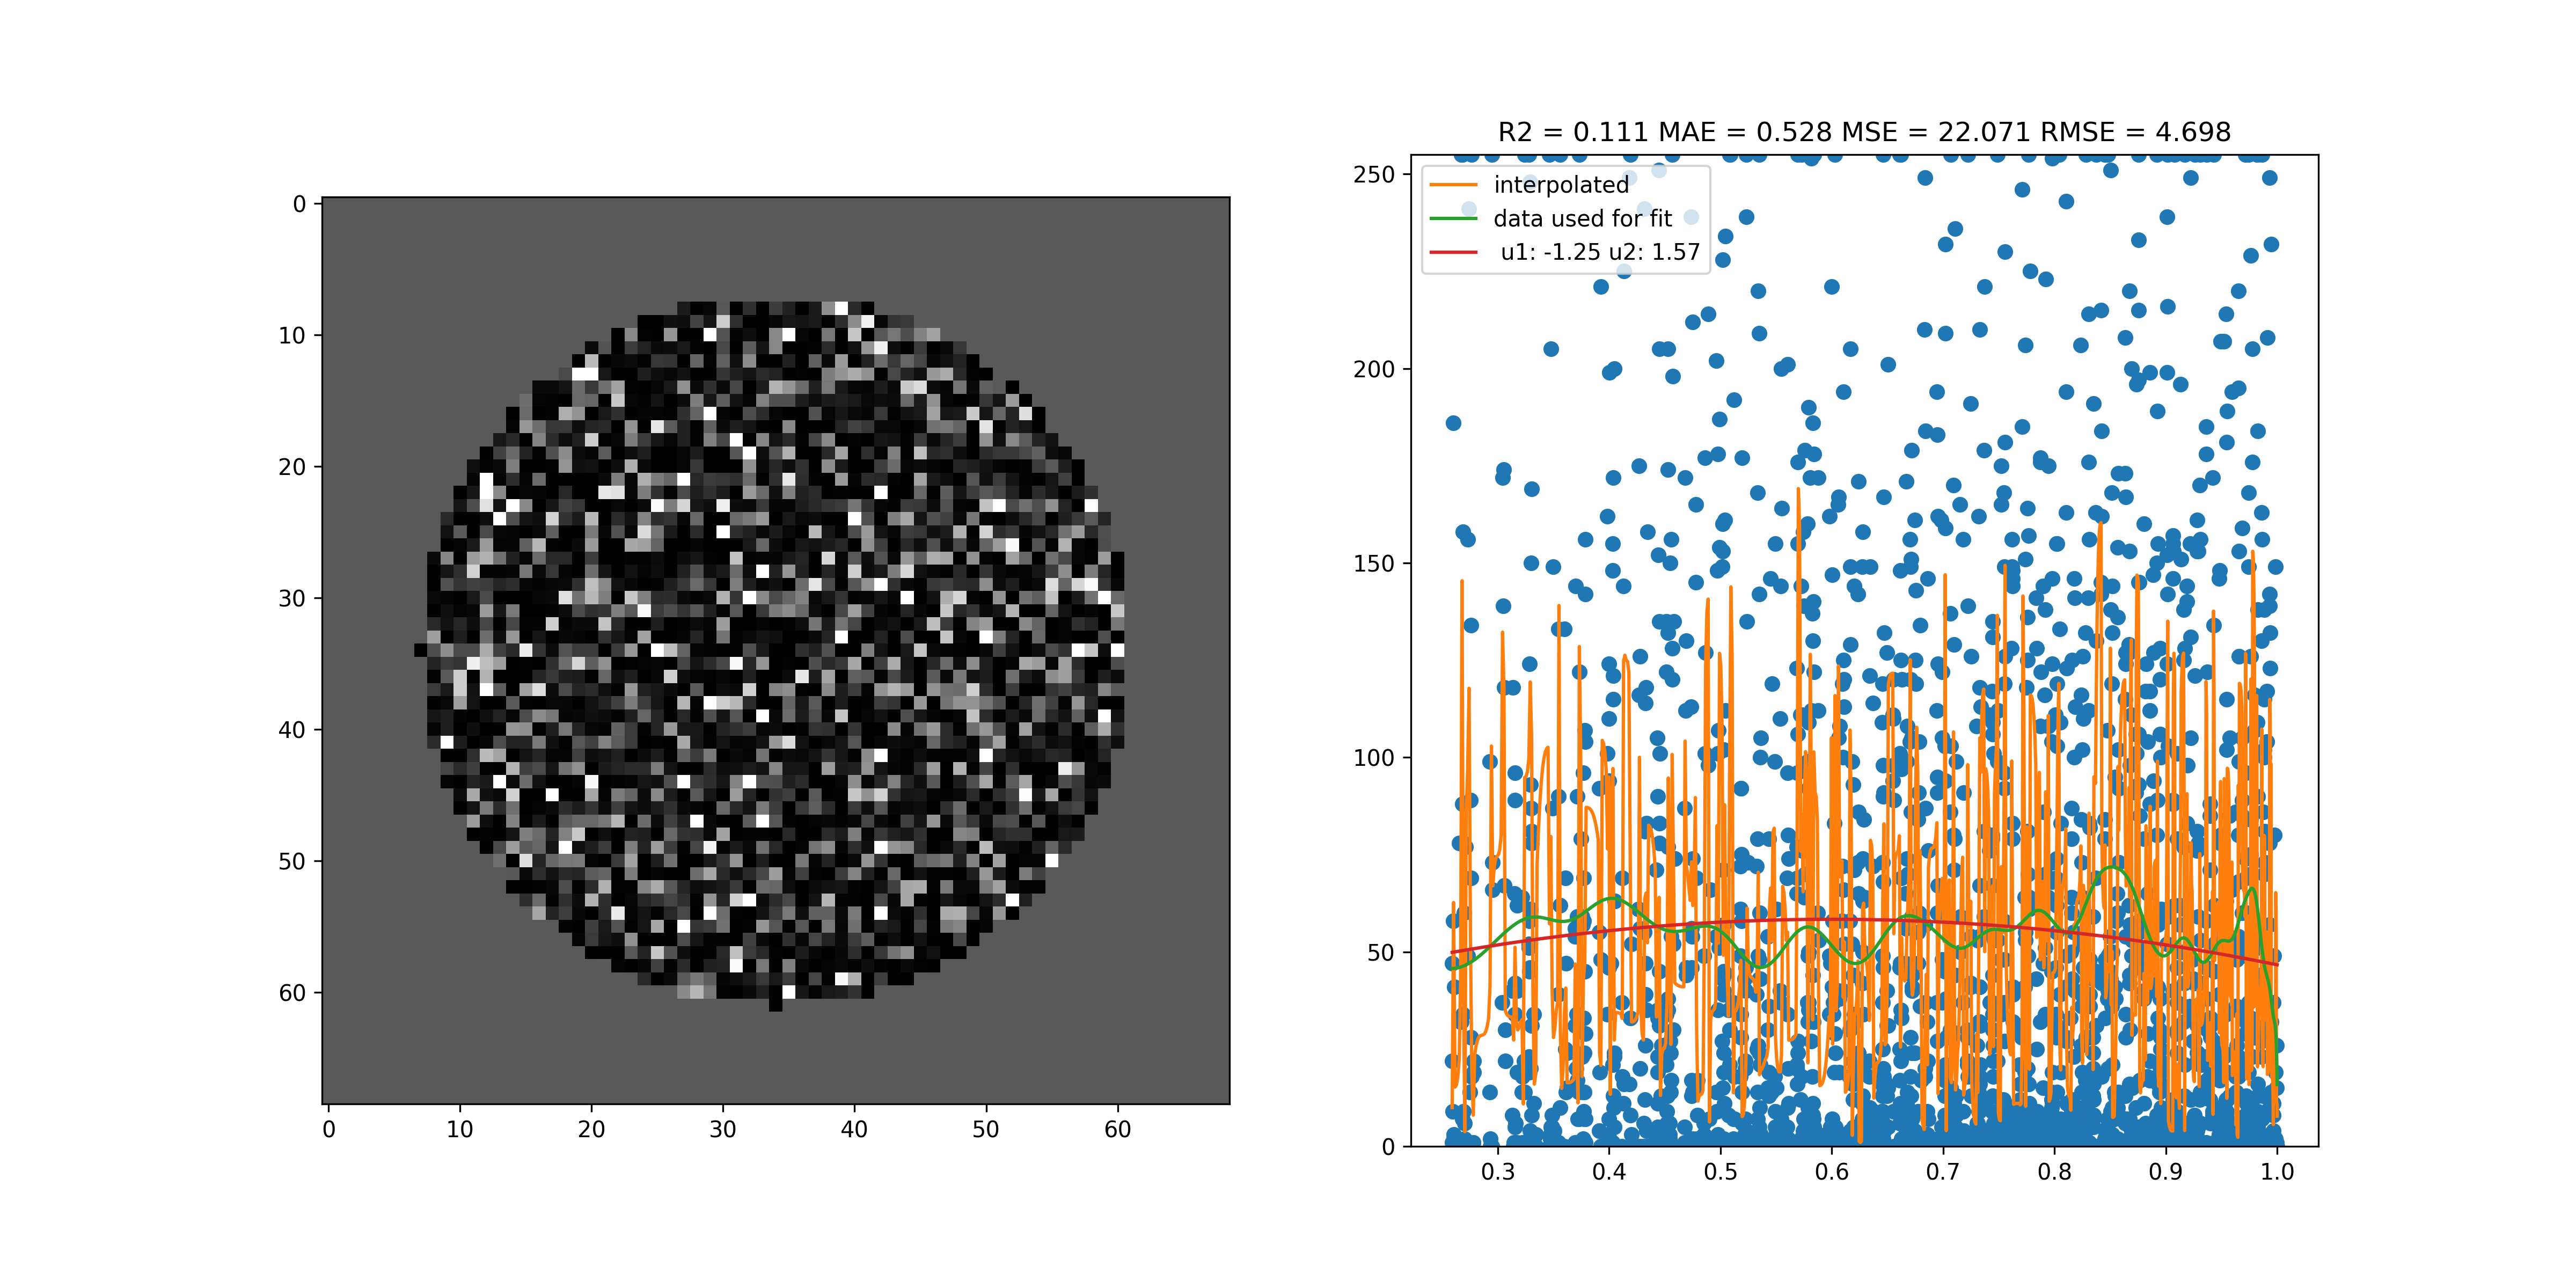 R2 = 0.111 MAE = 0.528 MSE = 22.071 RMSE = 4.698
interpolated
data used for fit
u1: -1.25 u2: 1.57
0
10
20
30
40
50
60
0 10 20 30 40 50 60
250
200
150
100
50
0
0.3 0.4 0.5 0.6 0.7 0.8 0.9 1.0